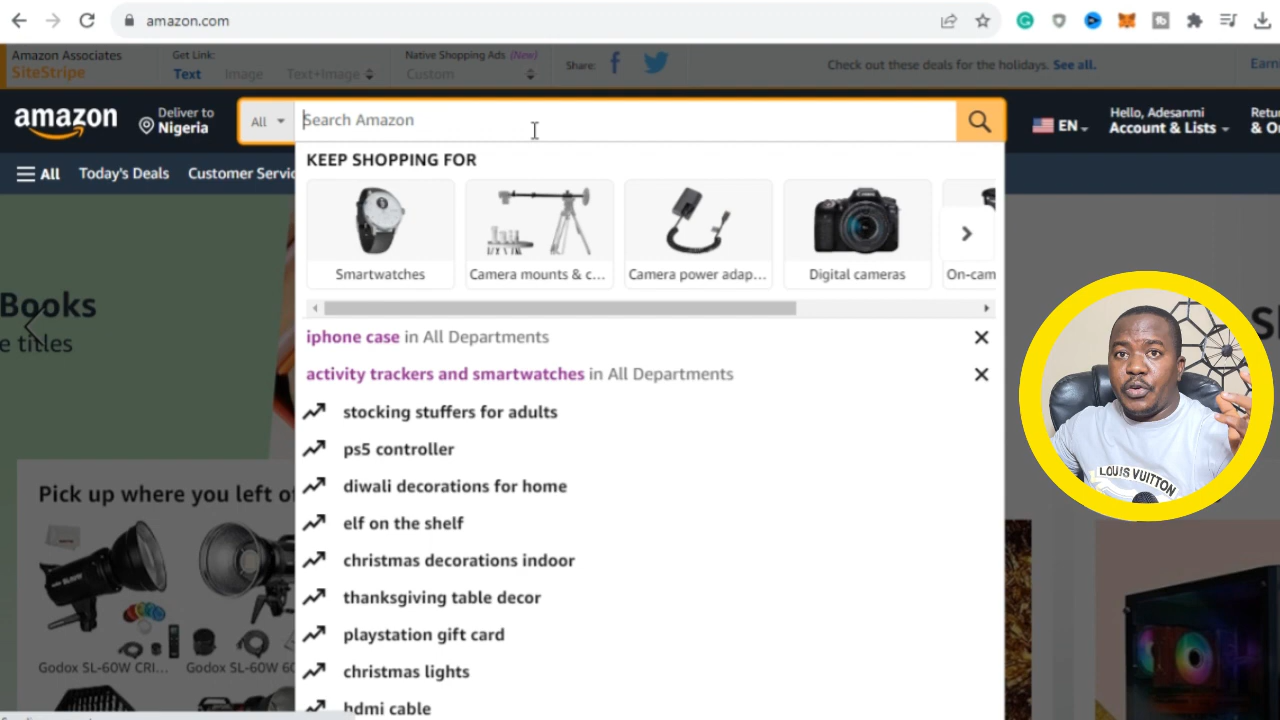 amazon.com
Amazon Associates
SiteStripe
Get Link:
Text Image Text+Image
Native Shopping Ads (New)
Custom
Share:
Check out these deals for the holidays. See all.
Earn
amazon
Deliver to
Nigeria
All
Search Amazon
EN
Hello, Adesanmi
Account & Lists
Retu
& O
All Today's Deals Customer Servic
KEEP SHOPPING FOR
Smartwatches
Camera mounts & c...
Camera power adap...
Digital cameras
On-cam
Books
e titles
iphone case in All Departments
activity trackers and smartwatches in All Departments
stocking stuffers for adults
ps5 controller
diwali decorations for home
elf on the shelf
christmas decorations indoor
thanksgiving table decor
playstation gift card
christmas lights
hdmi cable
Pick up where you left o
Godox SL-60W CRI...
Godox SL-60W 60
LOUIS VUITTON